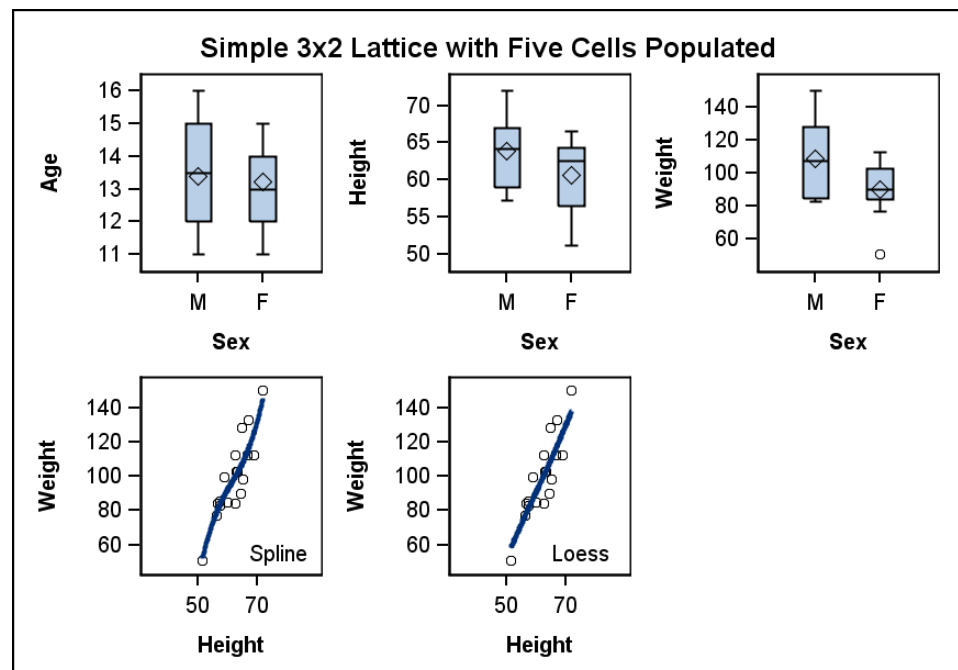 Simple 3x2 Lattice with Five Cells Populated
Age
16
15
14
13
12
11
M F
Sex
Height
70
65
60
55
50
M F
Sex
Weight
140
120
100
80
60
M F
Sex
Weight
140
120
100
80
60
Spline
50 70
Height
Weight
140
120
100
80
60
Loess
50 70
Height